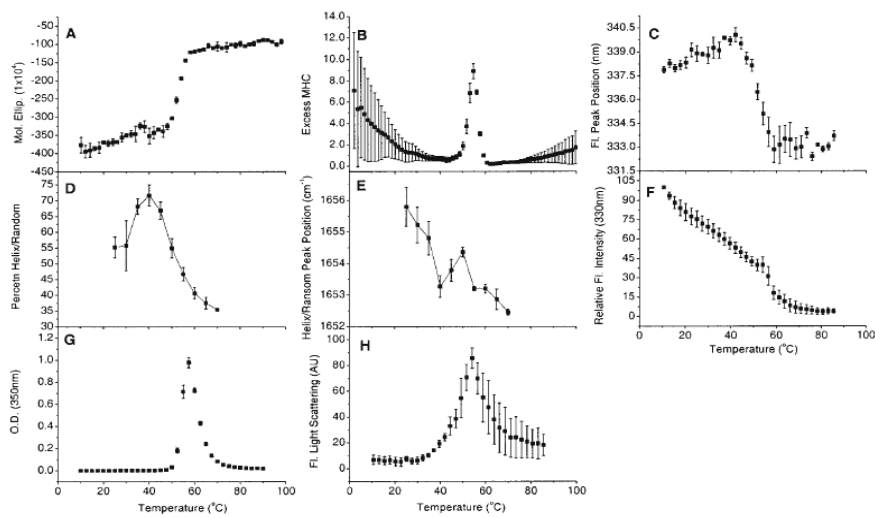 A
Mol. Ellip. (1x10⁴)
-50
-100
-150
-200
-250
-300
-350
-400
-450
B
Excess MHC
14.0
12.0
10.0
8.0
6.0
4.0
2.0
0.0
C
Fl. Peak Position (nm)
340.5
339.0
337.5
336.0
334.5
333.0
331.5
D
Percetn Helix/Random
75
70
65
60
55
50
45
40
35
30
E
Helix/Ransom Peak Position (cm⁻¹)
1656
1655
1654
1653
1652
F
Relative Fl. Intensity (330nm)
105
90
75
60
45
30
15
0
0 20 40 60 80 100
Temperature (°C)
G
O.D. (350nm)
1.2
1.0
0.8
0.6
0.4
0.2
0.0
0 20 40 60 80 100
Temperature (°C)
H
Fl. Light Scattering (AU)
100
80
60
40
20
0
0 20 40 60 80 100
Temperature (°C)